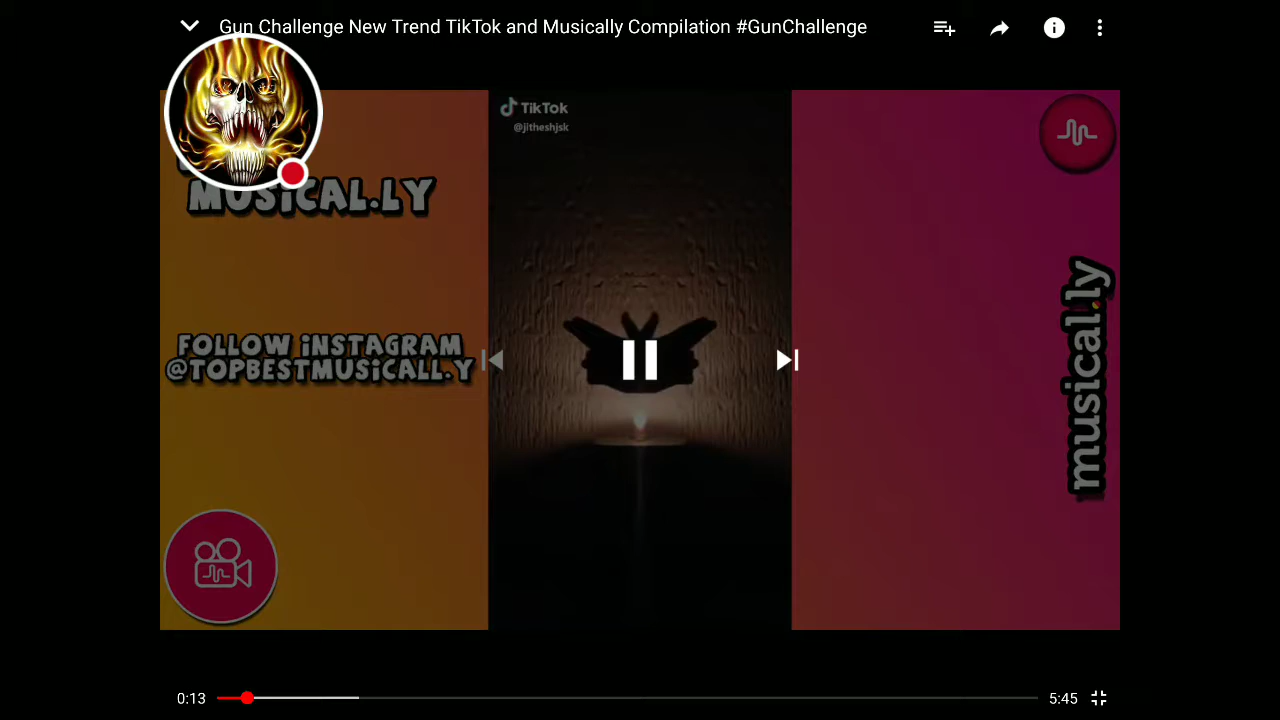 Gun Challenge New Trend TikTok and Musically Compilation #GunChallenge
TikTok
@jitheshjsk
MUSICAL.LY
FOLLOW INSTAGRAM
@TOPBESTMUSICALL.Y
musical.ly
0:13
5:45